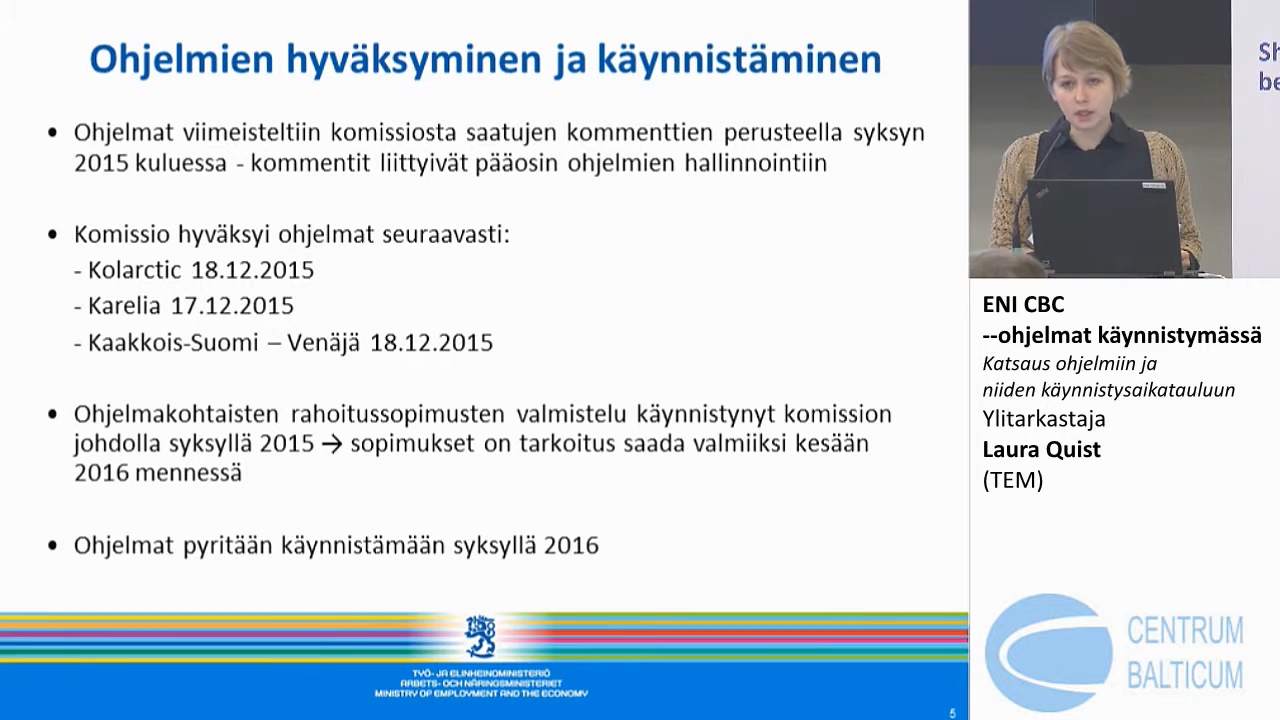 Ohjelmien hyväksyminen ja käynnistäminen
• Ohjelmat viimeisteltiin komissiosta saatujen kommenttien perusteella syksyn
2015 kuluessa - kommentit liittyivät pääosin ohjelmien hallinnointiin
• Komissio hyväksyi ohjelmat seuraavasti:
- Kolarctic 18.12.2015
- Karelia 17.12.2015
- Kaakkois-Suomi – Venäjä 18.12.2015
• Ohjelmakohtaisten rahoitussopimusten valmistelu käynnistynyt komission
johdolla syksyllä 2015 → sopimukset on tarkoitus saada valmiiksi kesään
2016 mennessä
• Ohjelmat pyritään käynnistämään syksyllä 2016
TYÖ- JA ELINKEINOMINISTERIÖ
ARBETS- OCH NÄRINGSMINISTERIET
MINISTRY OF EMPLOYMENT AND THE ECONOMY
5
Sh
be
ENI CBC
--ohjelmat käynnistymässä
Katsaus ohjelmiin ja
niiden käynnistysaikatauluun
Ylitarkastaja
Laura Quist
(TEM)
CENTRUM
BALTICUM